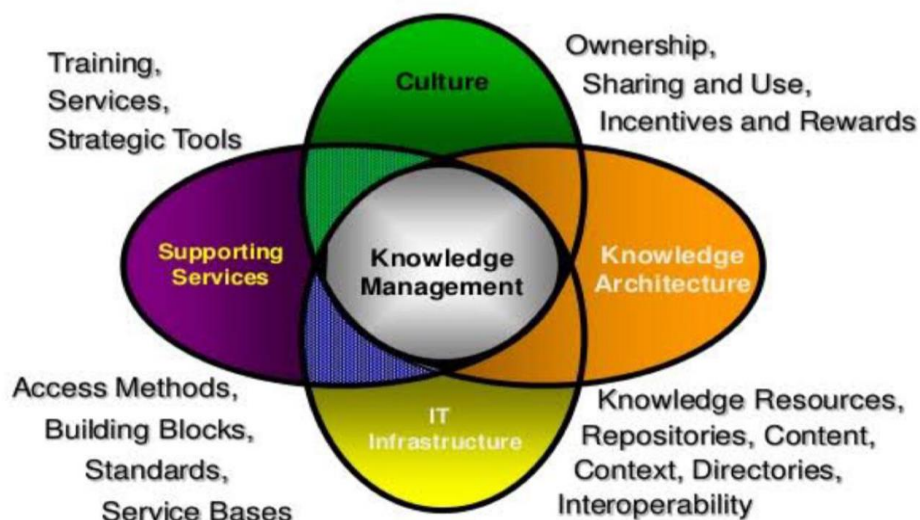 Training,
Services,
Strategic Tools
Culture
Ownership,
Sharing and Use,
Incentives and Rewards
Supporting
Services
Knowledge
Management
Knowledge
Architecture
Access Methods,
Building Blocks,
Standards,
Service Bases
IT
Infrastructure
Knowledge Resources,
Repositories, Content,
Context, Directories,
Interoperability